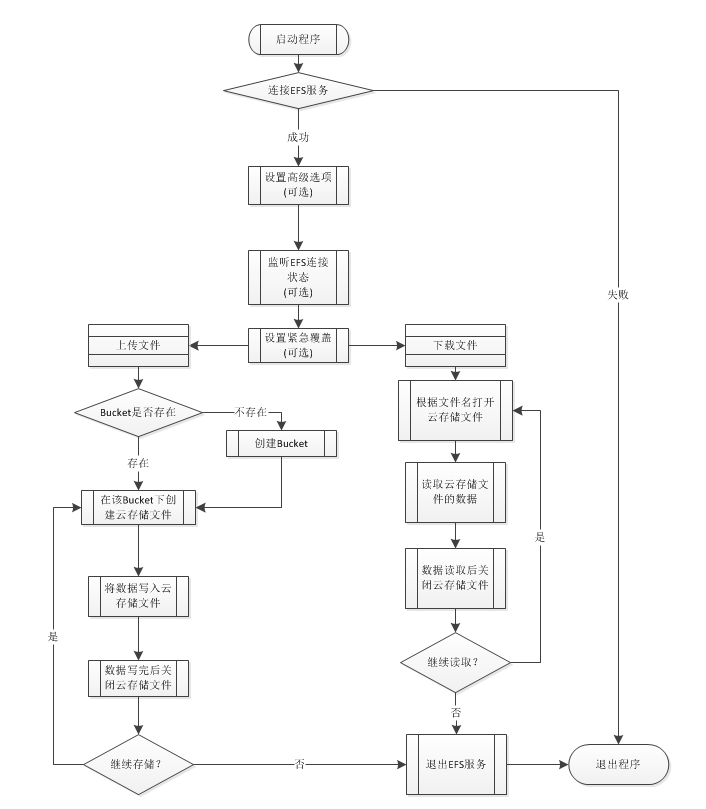 启动程序
连接EFS服务
成功
设置高级选项
(可选)
监听EFS连接
状态
(可选)
失败
上传文件
设置紧急覆盖
(可选)
下载文件
Bucket是否存在
不存在
根据文件名打开
云存储文件
创建Bucket
存在
读取云存储文
件的数据
在该Bucket下创
建云存储文件
是
数据读取后关
闭云存储文件
将数据写入云
存储文件
是
继续读取？
数据写完后关
闭云存储文件
否
继续存储？
否
退出EFS服务
退出程序